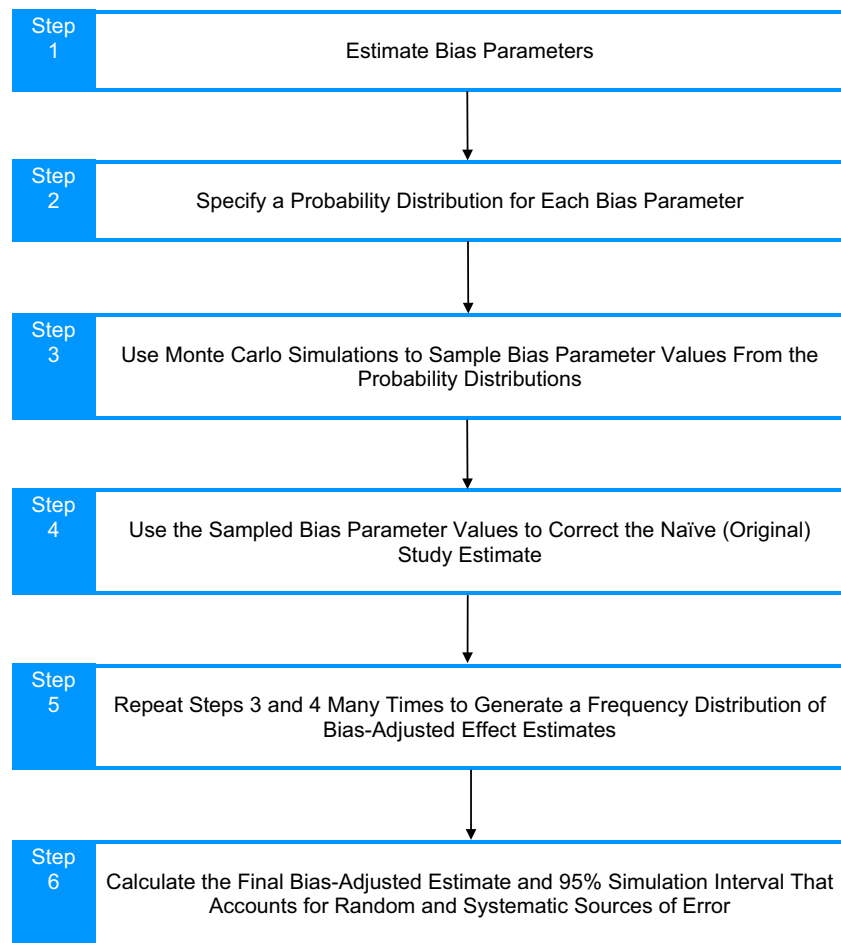 Step
1
Estimate Bias Parameters
Step
2
Specify a Probability Distribution for Each Bias Parameter
Step
3
Use Monte Carlo Simulations to Sample Bias Parameter Values From the
Probability Distributions
Step
4
Use the Sampled Bias Parameter Values to Correct the Naïve (Original)
Study Estimate
Step
5
Repeat Steps 3 and 4 Many Times to Generate a Frequency Distribution of
Bias-Adjusted Effect Estimates
Step
6
Calculate the Final Bias-Adjusted Estimate and 95% Simulation Interval That
Accounts for Random and Systematic Sources of Error